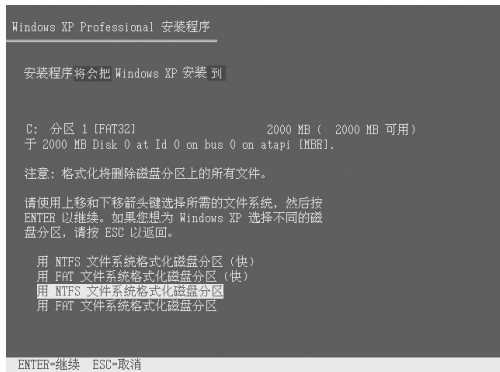 Windows XP Professional 安装程序
安装程序将会把 Windows XP 安装 到
C: 分区 1 [FAT32] 2000 MB ( 2000 MB 可用)
于 2000 MB Disk 0 at Id 0 on bus 0 on atapi [MBR].
注意: 格式化将删除磁盘分区上的所有文件。
请使用上移和下移箭头键选择所需的文件系统, 然后按
ENTER 以继续。如果您想为 Windows XP 选择不同的磁
盘分区, 请按 ESC 以返回。
用 NTFS 文件系统格式化磁盘分区 (快)
用 FAT 文件系统格式化磁盘分区 (快)
用 NTFS 文件系统格式化磁盘分区
用 FAT 文件系统格式化磁盘分区
ENTER=继续 ESC=取消